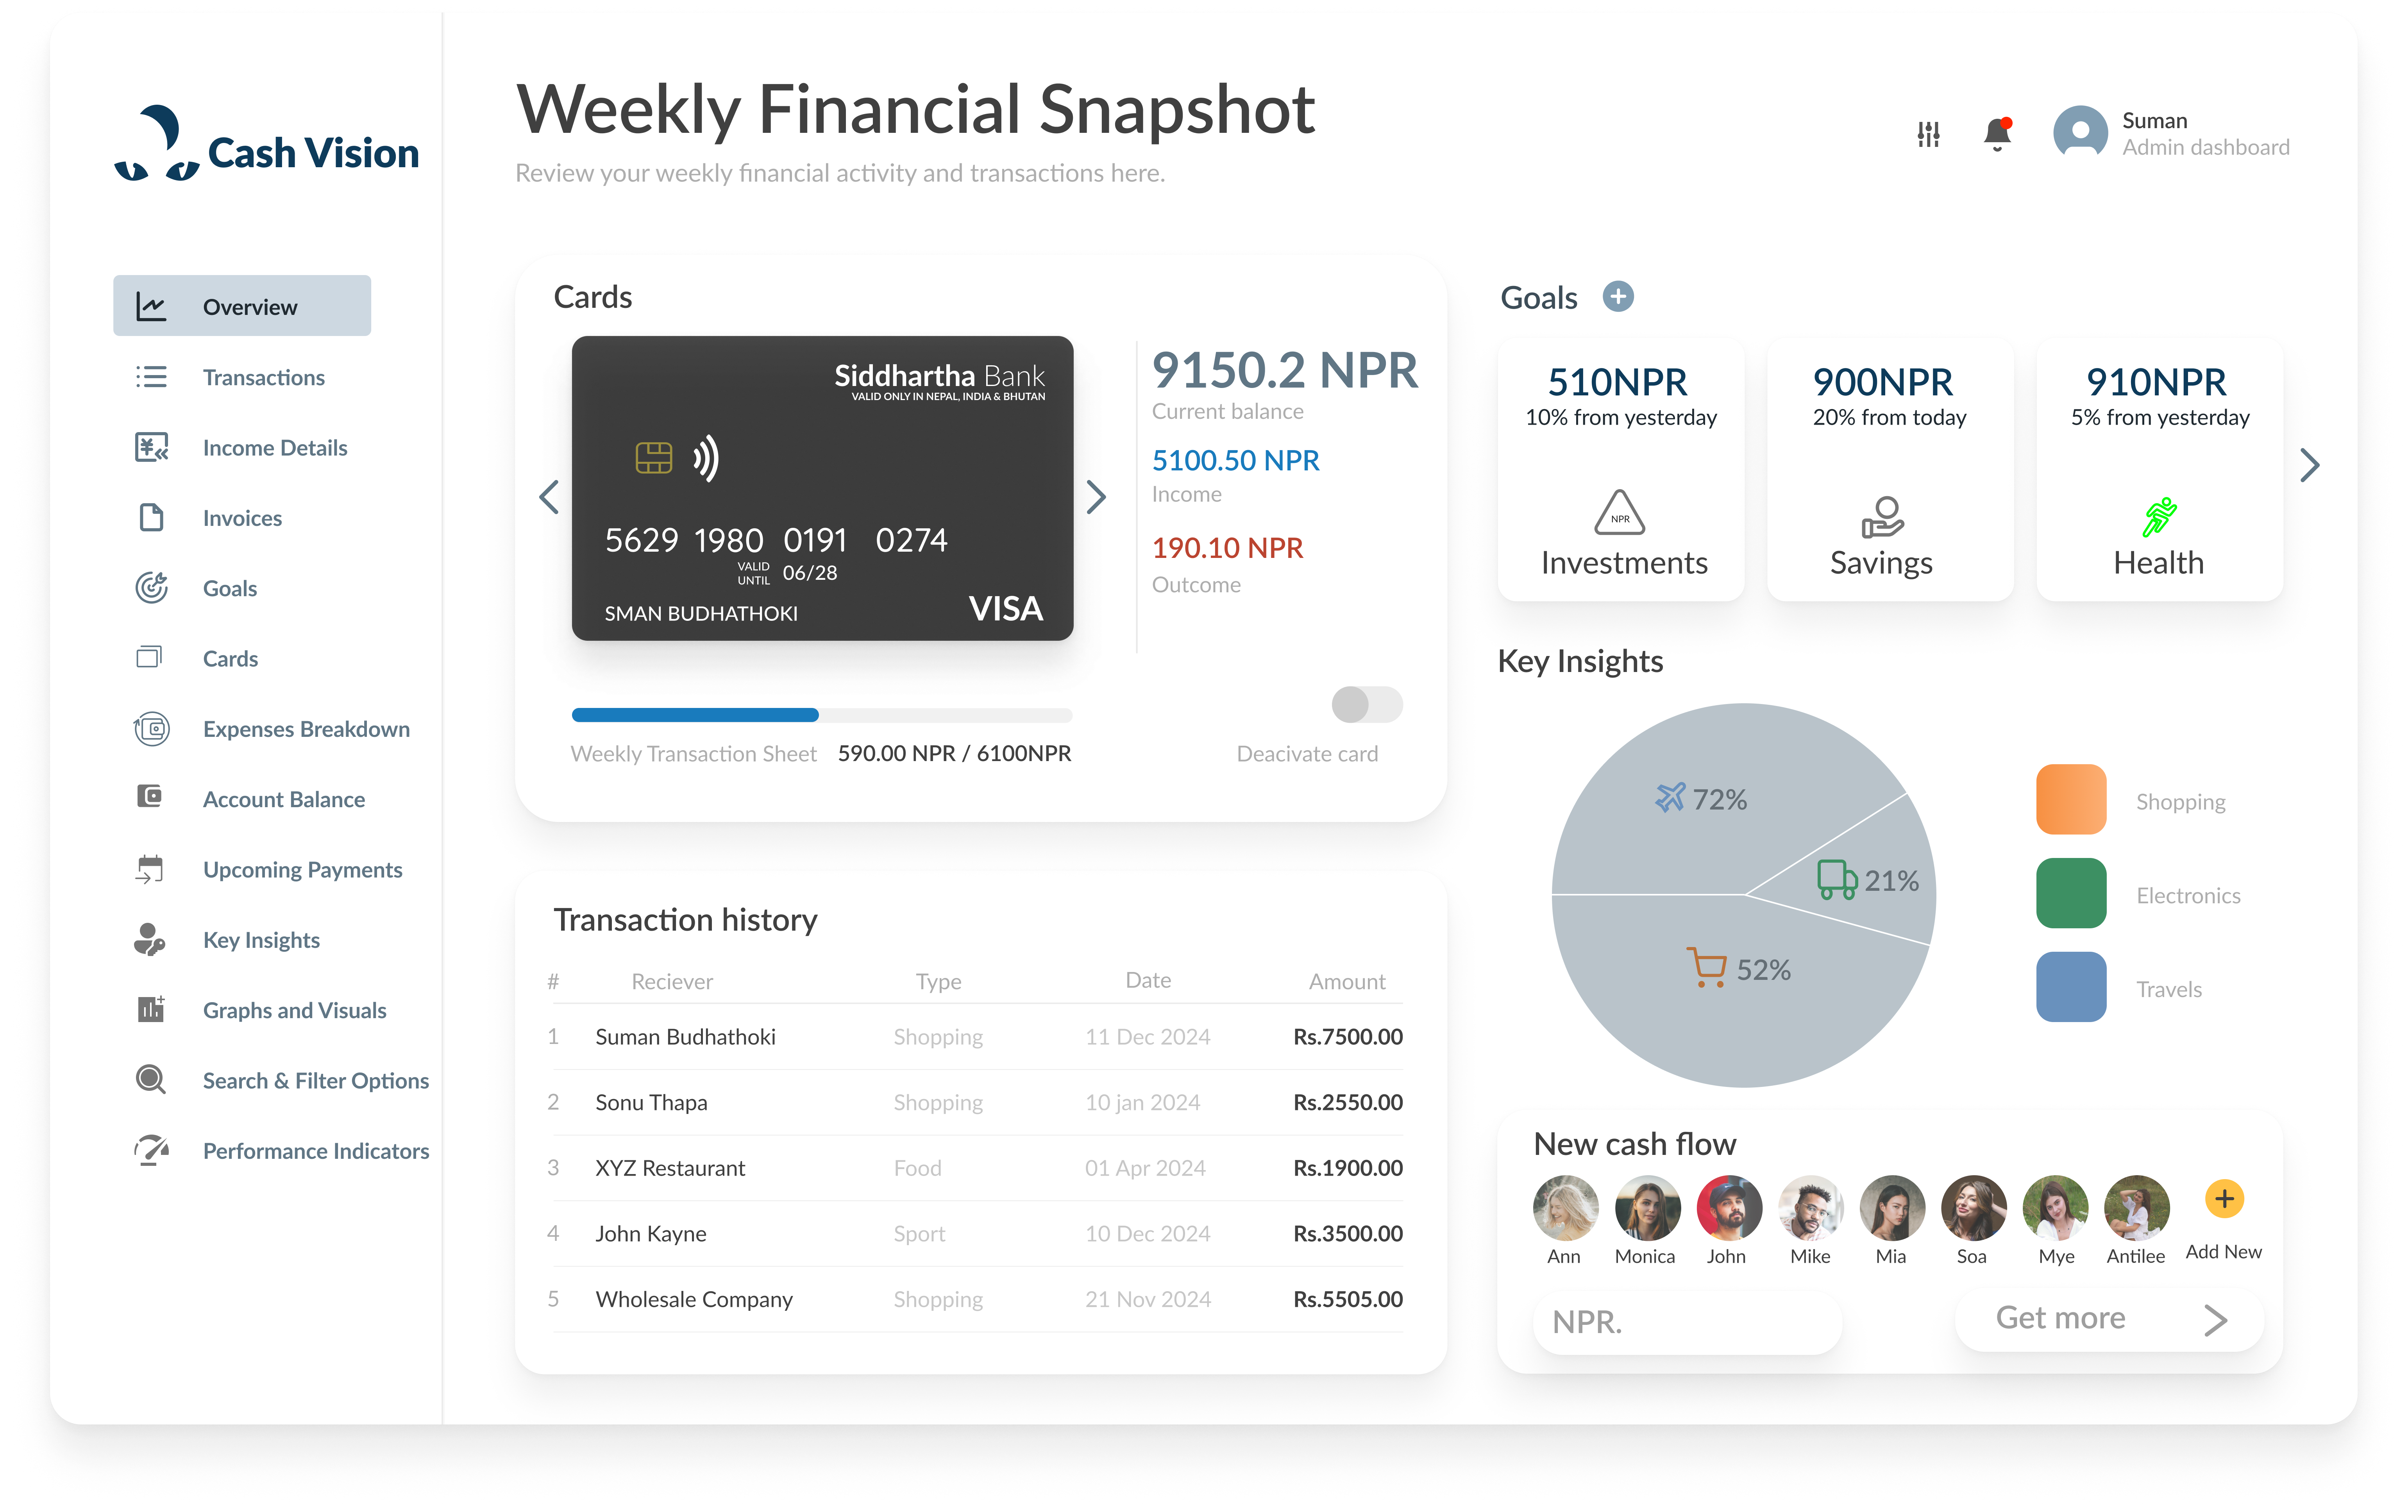 Cash Vision
Overview
Transactions
Income Details
Invoices
Goals
Cards
Expenses Breakdown
Account Balance
Upcoming Payments
Key Insights
Graphs and Visuals
Search & Filter Options
Performance Indicators
Weekly Financial Snapshot
Review your weekly financial activity and transactions here.
Suman
Admin dashboard
Cards
Siddhartha Bank
VALID ONLY IN NEPAL, INDIA & BHUTAN
5629 1980 0191 0274
VALID UNTIL 06/28
SMAN BUDHATHOKI VISA
9150.2 NPR
Current balance
5100.50 NPR
Income
190.10 NPR
Outcome
Weekly Transaction Sheet 590.00 NPR / 6100NPR
Deacivate card
Goals
510NPR
10% from yesterday
NPR
Investments
900NPR
20% from today
Savings
910NPR
5% from yesterday
Health
Key Insights
72%
21%
52%
Shopping
Electronics
Travels
Transaction history
# Reciever Type Date Amount
1 Suman Budhathoki Shopping 11 Dec 2024 Rs.7500.00
2 Sonu Thapa Shopping 10 jan 2024 Rs.2550.00
3 XYZ Restaurant Food 01 Apr 2024 Rs.1900.00
4 John Kayne Sport 10 Dec 2024 Rs.3500.00
5 Wholesale Company Shopping 21 Nov 2024 Rs.5505.00
New cash flow
Ann Monica John Mike Mia Soa Mye Antilee Add New
NPR. Get more